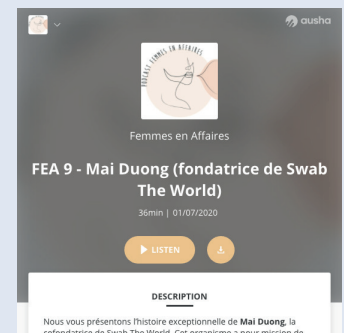 ausha
PODCAST FEMMES EN AFFAIRES
Femmes en Affaires
FEA 9 - Mai Duong (fondatrice de Swab
The World)
36min | 01/07/2020
LISTEN
DESCRIPTION
Nous vous présentons l'histoire exceptionnelle de Mai Duong, la
cofondatrice de Swab The World. Cet organisme a pour mission de